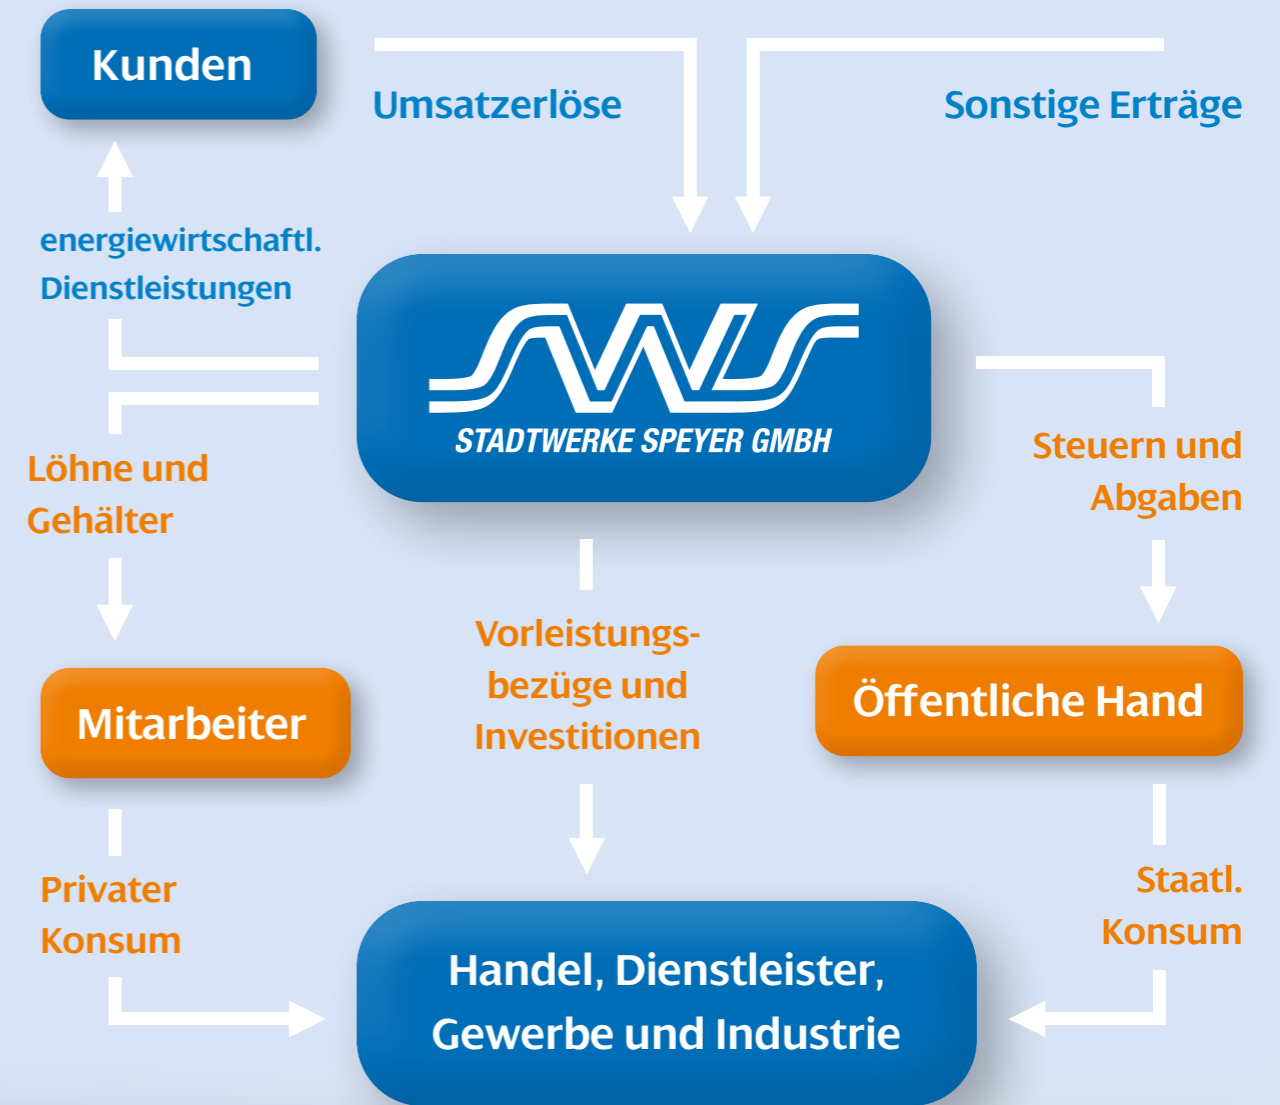 Kunden
Umsatzerlöse
Sonstige Erträge
energiewirtschaftl.
Dienstleistungen
SWS
STADTWERKE SPEYER GMBH
Löhne und
Gehälter
Steuern und
Abgaben
Vorleistungs-
bezüge und
Investitionen
Mitarbeiter
Öffentliche Hand
Privater
Konsum
Staatl.
Konsum
Handel, Dienstleister,
Gewerbe und Industrie